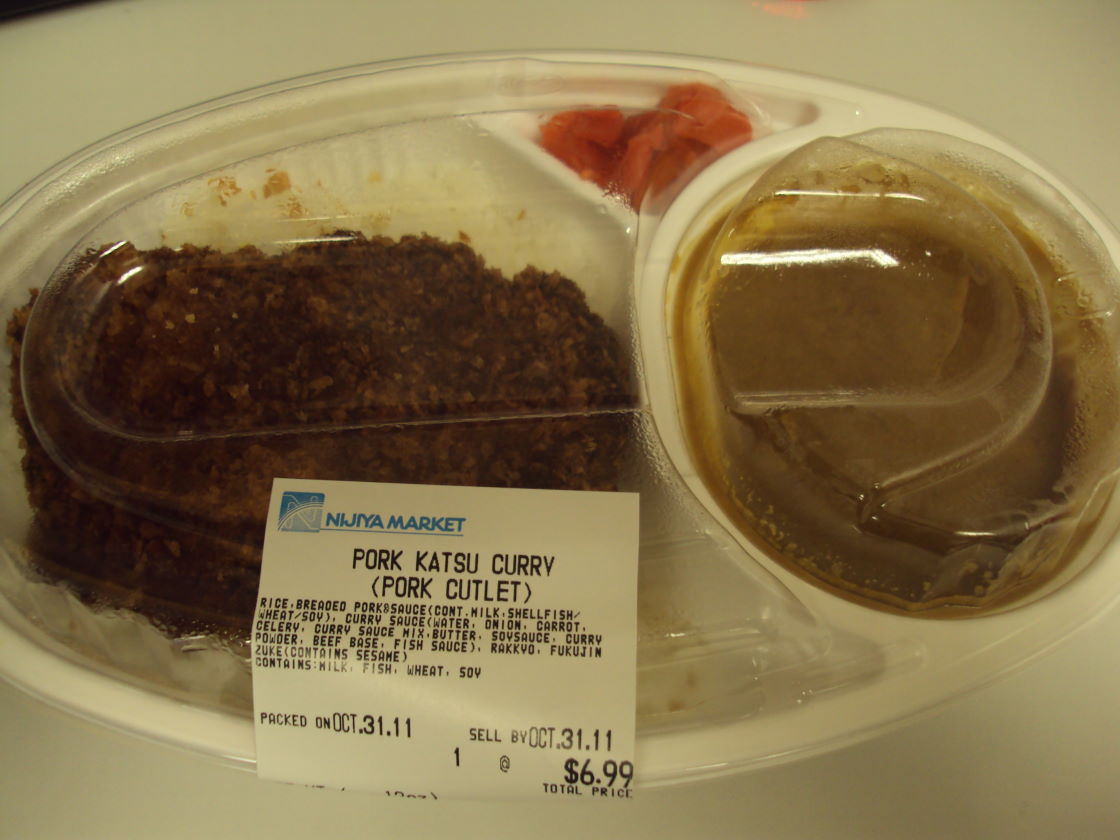 NIJIYA MARKET
PORK KATSU CURRY
(PORK CUTLET)
RICE,BREADED PORK&SAUCE(CONT.MILK,SHELLFISH/
WHEAT/SOY), CURRY SAUCE(WATER, ONION, CARROT,
CELERY, CURRY SAUCE MIX,BUTTER, SOYSAUCE, CURRY
POWDER, BEEF BASE, FISH SAUCE), RAKKYO, FUKUJIN
ZUKE(CONTAINS SESAME)
CONTAINS:MILK, FISH, WHEAT, SOY
PACKED ON OCT.31.11
SELL BY OCT.31.11
1 @ $6.99
TOTAL PRICE